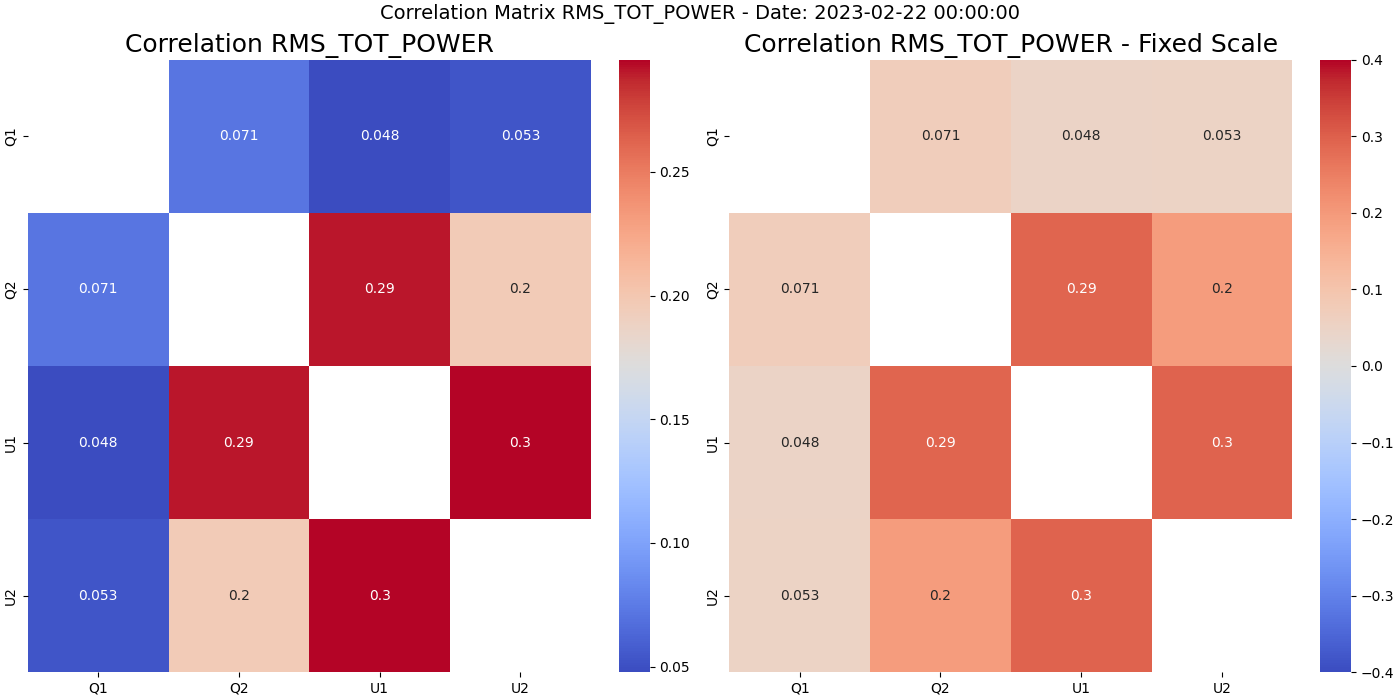 Correlation Matrix RMS_TOT_POWER - Date: 2023-02-22 00:00:00
Correlation RMS_TOT_POWER
Q1
0.071
0.048
0.053
Q2
0.071
0.29
0.2
U1
0.048
0.29
0.3
U2
0.053
0.2
0.3
Q1
Q2
U1
U2
0.25
0.20
0.15
0.10
0.05
Correlation RMS_TOT_POWER - Fixed Scale
Q1
0.071
0.048
0.053
Q2
0.071
0.29
0.2
U1
0.048
0.29
0.3
U2
0.053
0.2
0.3
Q1
Q2
U1
U2
0.4
0.3
0.2
0.1
0.0
−0.1
−0.2
−0.3
−0.4